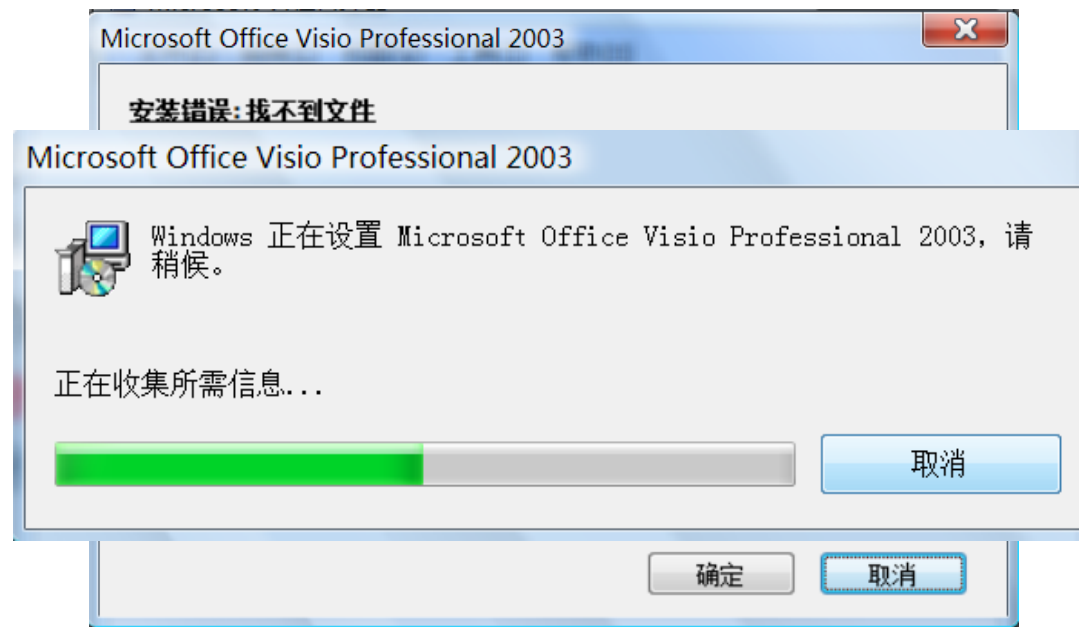 Microsoft Office Visio Professional 2003
安装错误:找不到文件
Microsoft Office Visio Professional 2003
Windows 正在设置 Microsoft Office Visio Professional 2003，请
稍候。
正在收集所需信息...
取消
确定
取消